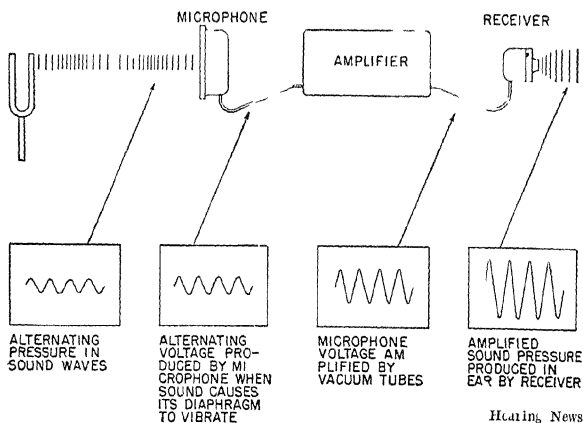 MICROPHONE
RECEIVER
AMPLIFIER
ALTERNATING
PRESSURE IN
SOUND WAVES
ALTERNATING
VOLTAGE PRO-
DUCED BY MI
CROPHONE WHEN
SOUND CAUSES
ITS DIAPHRAGM
TO VIBRATE
MICROPHONE
VOLTAGE AM
PLIFIED BY
VACUUM TUBES
AMPLIFIED
SOUND PRESSURE
PRODUCED IN
EAR BY RECEIVER
Hearing News